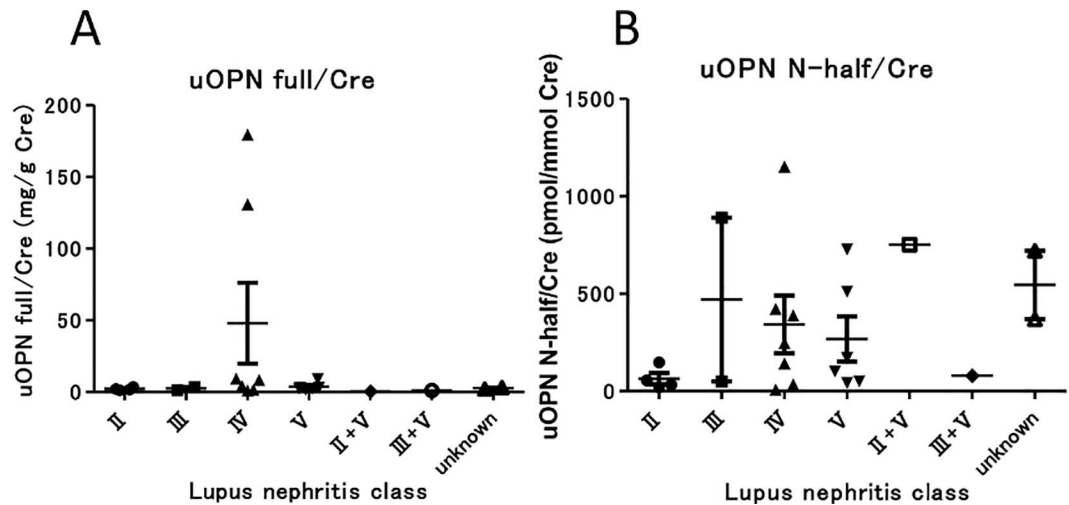 A
uOPN full/Cre
uOPN full/Cre (mg/g Cre)
200
150
100
50
0
Ⅱ
Ⅲ
Ⅳ
Ⅴ
Ⅱ+Ⅴ
Ⅲ+Ⅴ
unknown
Lupus nephritis class
B
uOPN N-half/Cre
uOPN N-half/Cre (pmol/mmol Cre)
1500
1000
500
0
Ⅱ
Ⅲ
Ⅳ
Ⅴ
Ⅱ+Ⅴ
Ⅲ+Ⅴ
unknown
Lupus nephritis class